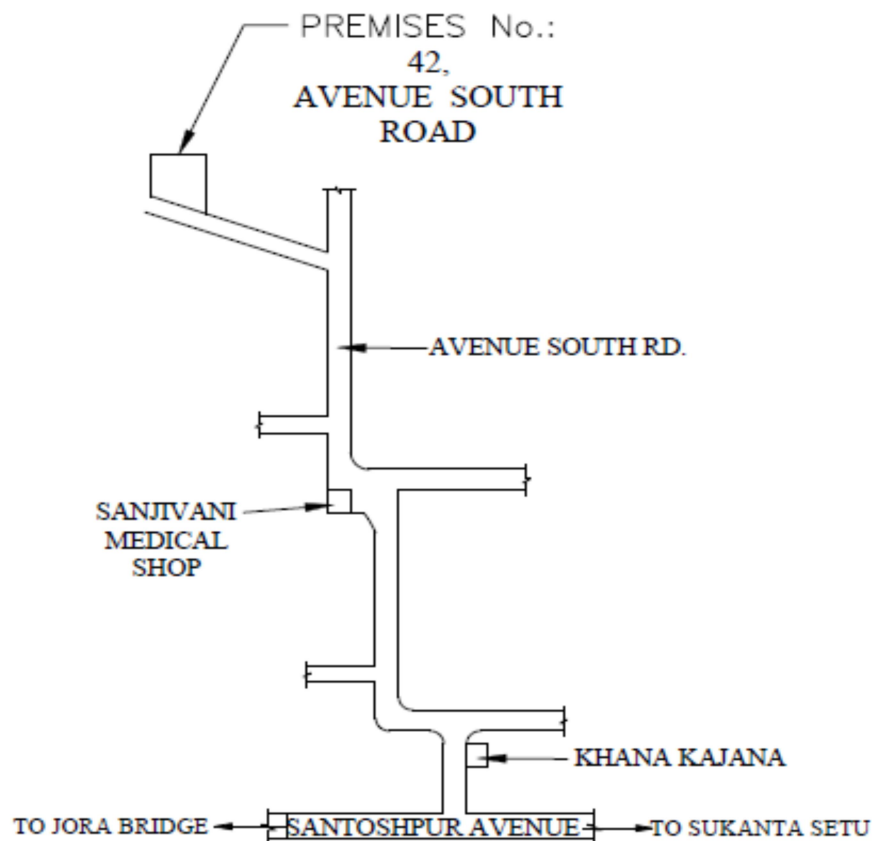 PREMISES No.:
42,
AVENUE SOUTH
ROAD
AVENUE SOUTH RD.
SANJIVANI
MEDICAL
SHOP
KHANA KAJANA
TO JORA BRIDGE
SANTOSHPUR AVENUE
TO SUKANTA SETU